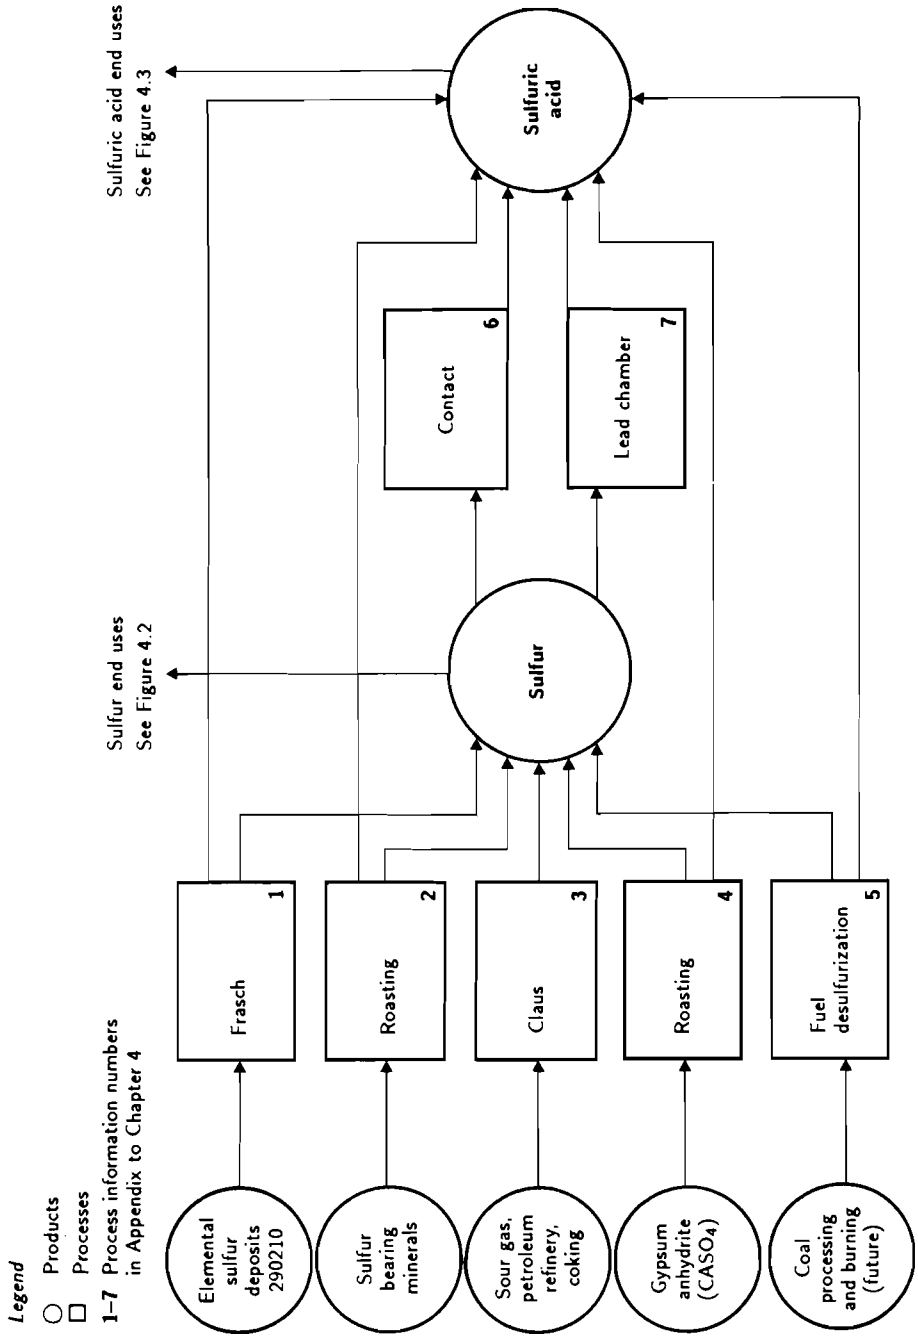 Legend
Products
Processes
1–7 Process information numbers
in Appendix to Chapter 4
Sulfur end uses
See Figure 4.2
Sulfuric acid end uses
See Figure 4.3
Elemental
sulfur
deposits
290210
Frasch
1
Sulfur
bearing
minerals
Roasting
2
Sour gas,
petroleum
refinery,
coking
Claus
3
Gypsum
anhydrite
(CASO4)
Roasting
4
Coal
processing
and burning
(future)
Fuel
desulfurization
5
Sulfur
Contact
6
Lead chamber
7
Sulfuric
acid